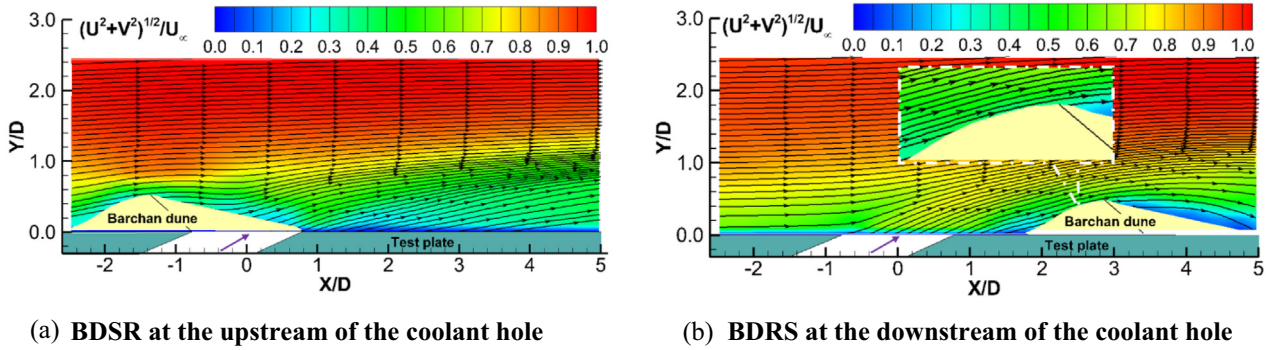 (U²+V²)^1/2/U∞
0.0 0.1 0.2 0.3 0.4 0.5 0.6 0.7 0.8 0.9 1.0
3.0
2.0
1.0
0.0
Y/D
Barchan dune
Test plate
-2 -1 0 1 2 3 4 5
X/D
(a) BDSR at the upstream of the coolant hole
(U²+V²)^1/2/U∞
0.0 0.1 0.2 0.3 0.4 0.5 0.6 0.7 0.8 0.9 1.0
3.0
2.0
1.0
0.0
Y/D
Barchan dune
Test plate
-2 -1 0 1 2 3 4 5
X/D
(b) BDRS at the downstream of the coolant hole